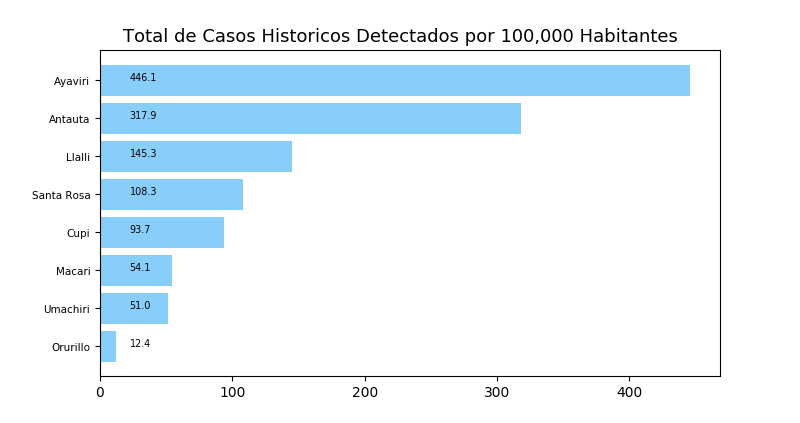 Total de Casos Historicos Detectados por 100,000 Habitantes
Ayaviri 446.1
Antauta 317.9
Llalli 145.3
Santa Rosa 108.3
Cupi 93.7
Macari 54.1
Umachiri 51.0
Orurillo 12.4
0 100 200 300 400